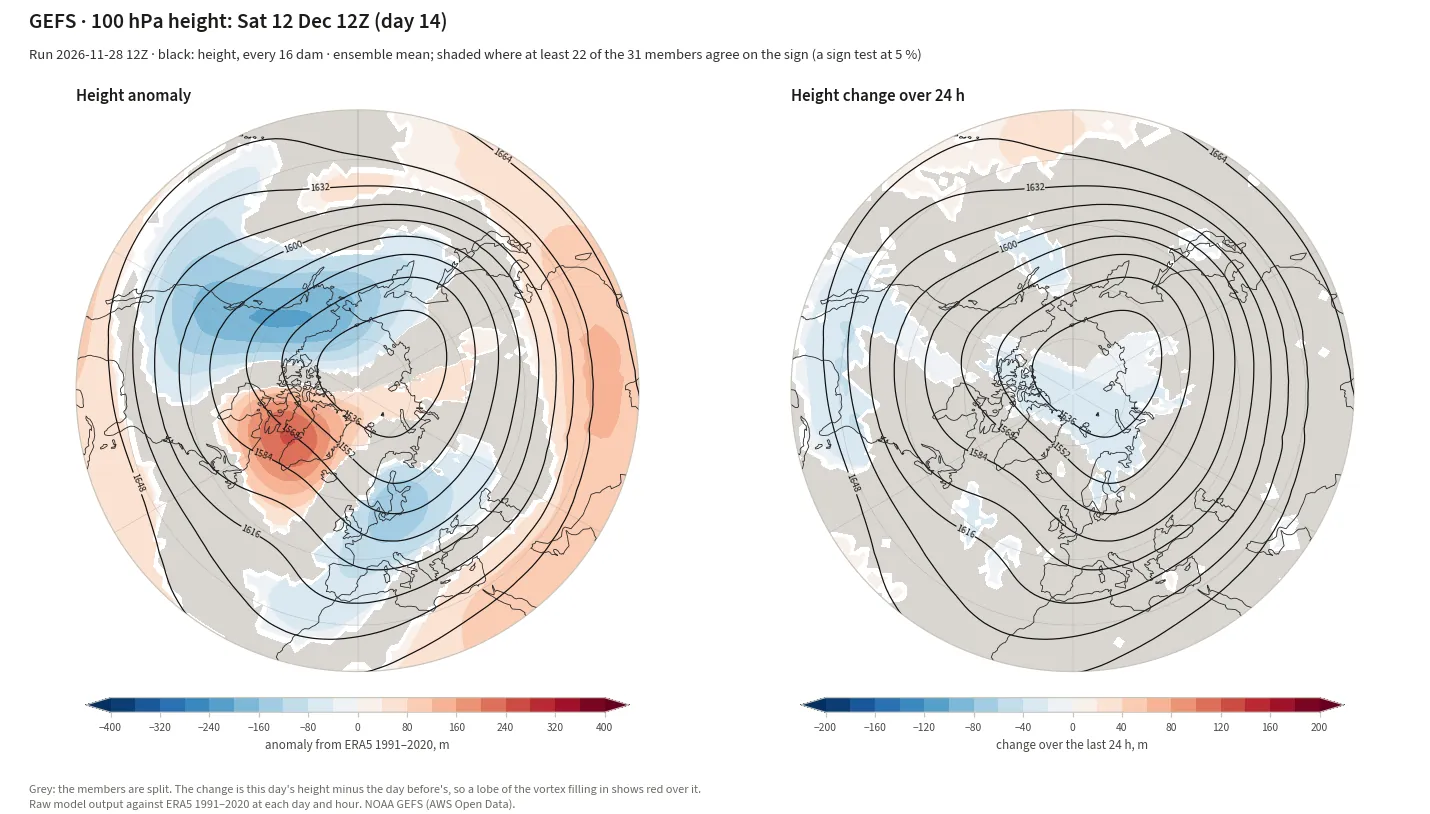 GEFS · 100 hPa height: Sat 12 Dec 12Z (day 14)
Run 2026-11-28 12Z · black: height, every 16 dam · ensemble mean; shaded where at least 22 of the 31 members agree on the sign (a sign test at 5 %)
Height anomaly
Height change over 24 h
1664
1632
1600
1536
1568
1552
1584
1648
1616
1664
1632
1600
1536
1568
1552
1584
1648
1616
−400 −320 −240 −160 −80 0 80 160 240 320 400
anomaly from ERA5 1991–2020, m
−200 −160 −120 −80 −40 0 40 80 120 160 200
change over the last 24 h, m
Grey: the members are split. The change is this day's height minus the day before's, so a lobe of the vortex filling in shows red over it.
Raw model output against ERA5 1991–2020 at each day and hour. NOAA GEFS (AWS Open Data).